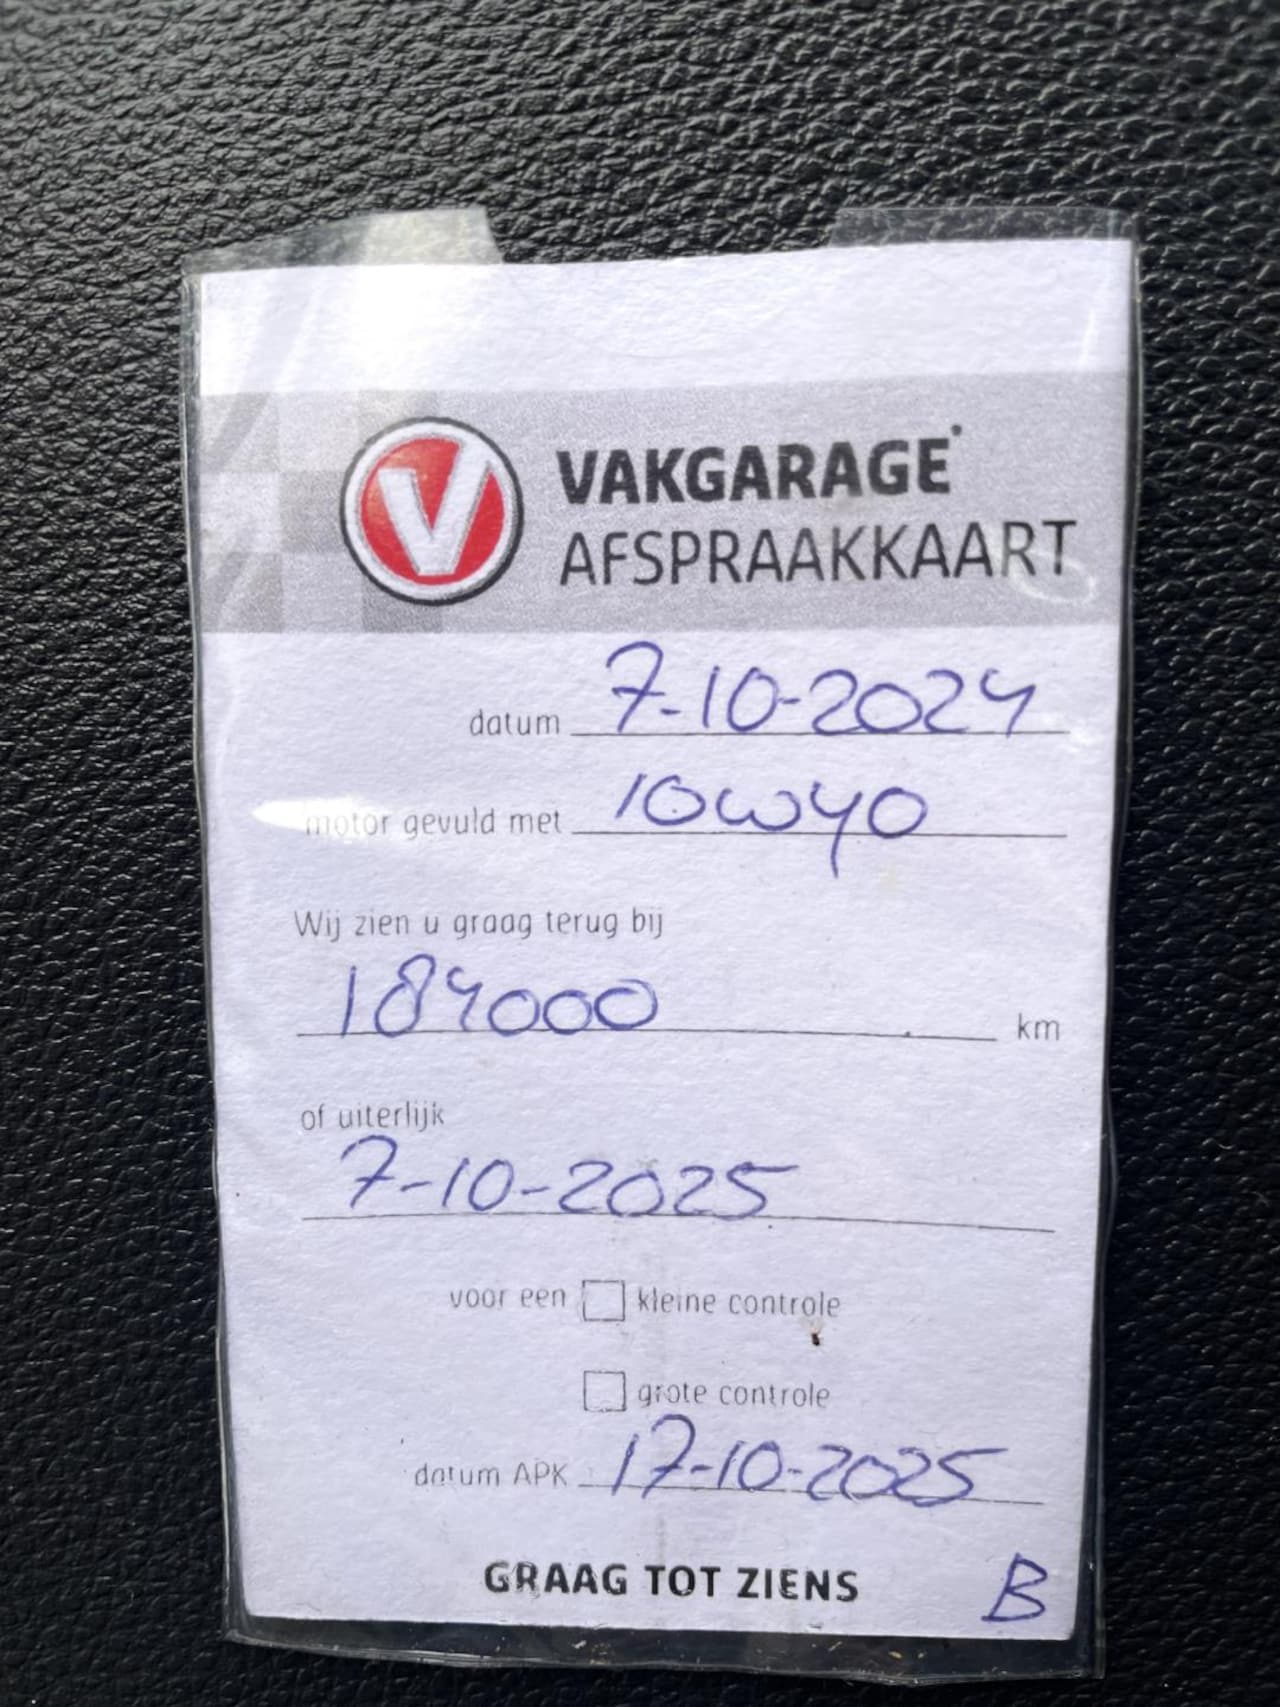 V VAKGARAGE
AFSPRAAKKAART
datum 7-10-2024
motor gevuld met 10W40
Wij zien u graag terug bij
184000 km
of uiterlijk
7-10-2025
voor een kleine controle
grote controle
datum APK 17-10-2025
GRAAG TOT ZIENS B